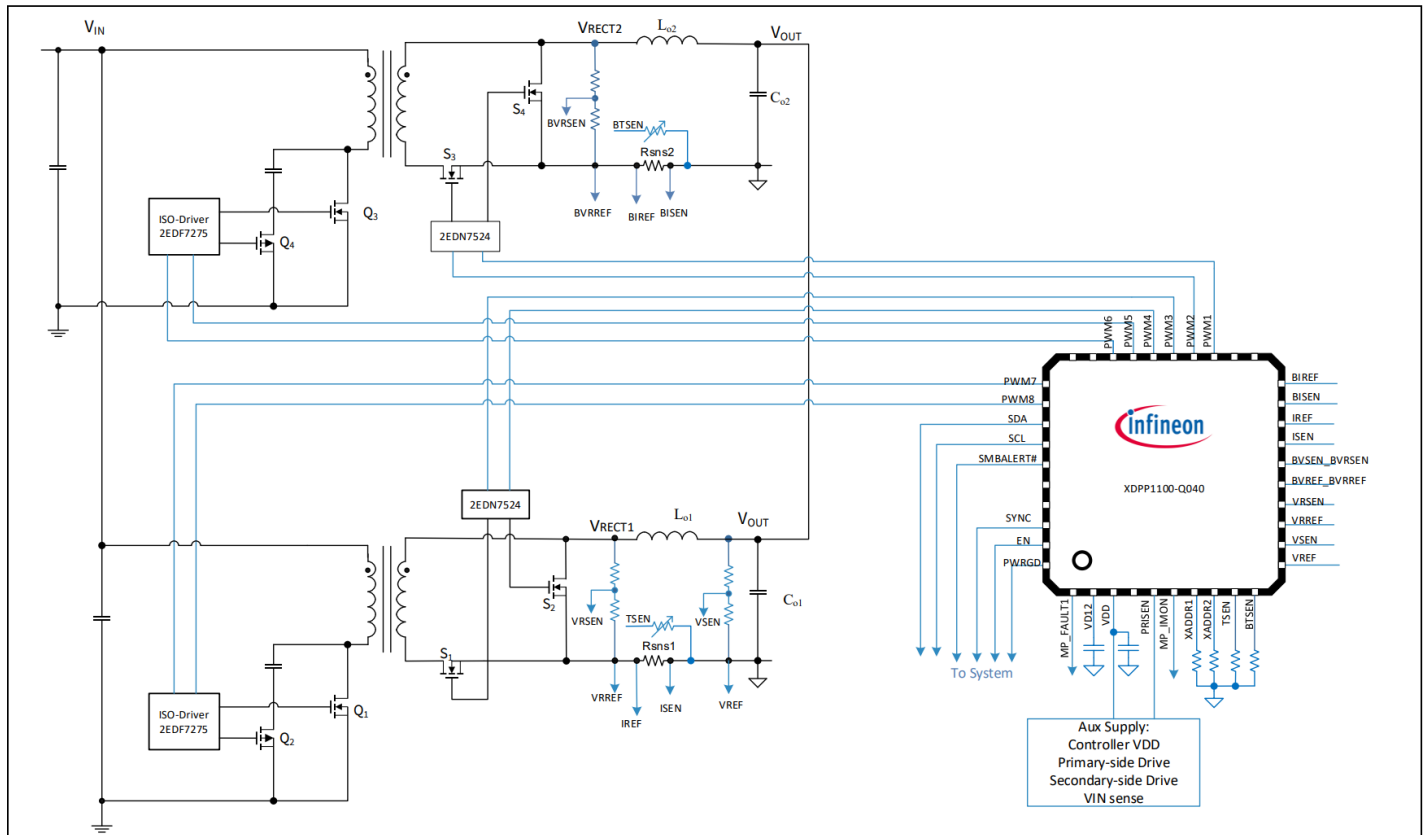 VIN
VRECT2
Lo2
VOUT
S4
BVRSEN
BTSEN
Co2
S3
Rsns2
ISO-Driver
2EDF7275
Q3
Q4
BVRREF
BIREF
BISEN
2EDN7524
PWM6
PWM5
PWM4
PWM3
PWM2
PWM1
PWM7
PWM8
SDA
SCL
SMBALERT#
SYNC
EN
PWRGD
infineon
XDPP1100-Q040
BIREF
BISEN
IREF
ISEN
BVSEN_BVRSEN
BVREF_BVRREF
VRSEN
VRREF
VSEN
VREF
MP_FAULT1
VD12
VDD
PRISEN
MP_IMON
XADDR1
XADDR2
TSEN
BTSEN
To System
Aux Supply:
Controller VDD
Primary-side Drive
Secondary-side Drive
VIN sense
2EDN7524
VRECT1
Lo1
VOUT
S2
VRSEN
TSEN
VSEN
Co1
S1
Rsns1
VRREF
IREF
ISEN
VREF
ISO-Driver
2EDF7275
Q1
Q2